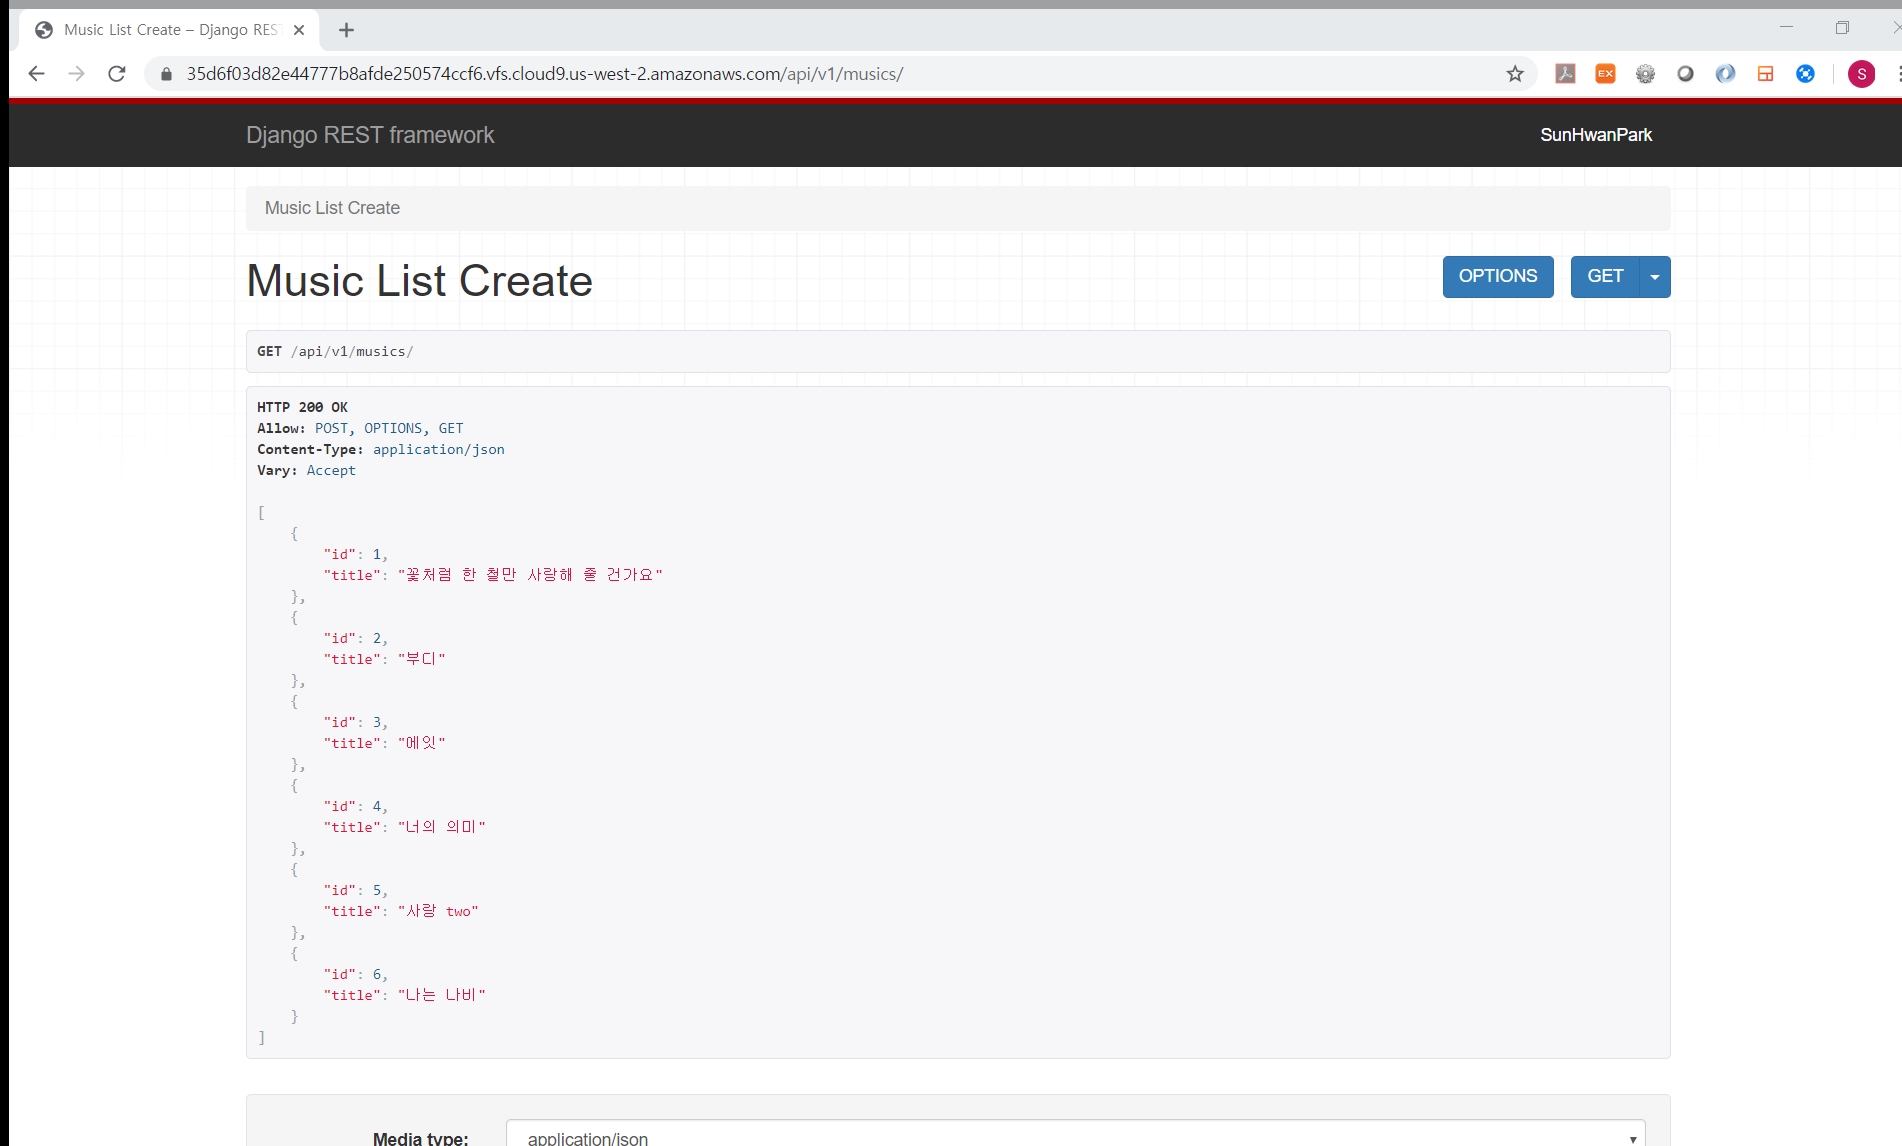 Music List Create – Django RES
35d6f03d82e44777b8afde250574ccf6.vfs.cloud9.us-west-2.amazonaws.com/api/v1/musics/
EX
S
Django REST framework
SunHwanPark
Music List Create
Music List Create
OPTIONS
GET
GET /api/v1/musics/
HTTP 200 OK
Allow: POST, OPTIONS, GET
Content-Type: application/json
Vary: Accept
[
    {
        "id": 1,
        "title": "꽃처럼 한 철만 사랑해 줄 건가요"
    },
    {
        "id": 2,
        "title": "부디"
    },
    {
        "id": 3,
        "title": "에잇"
    },
    {
        "id": 4,
        "title": "너의 의미"
    },
    {
        "id": 5,
        "title": "사랑 two"
    },
    {
        "id": 6,
        "title": "나는 나비"
    }
]
Media type:
application/json